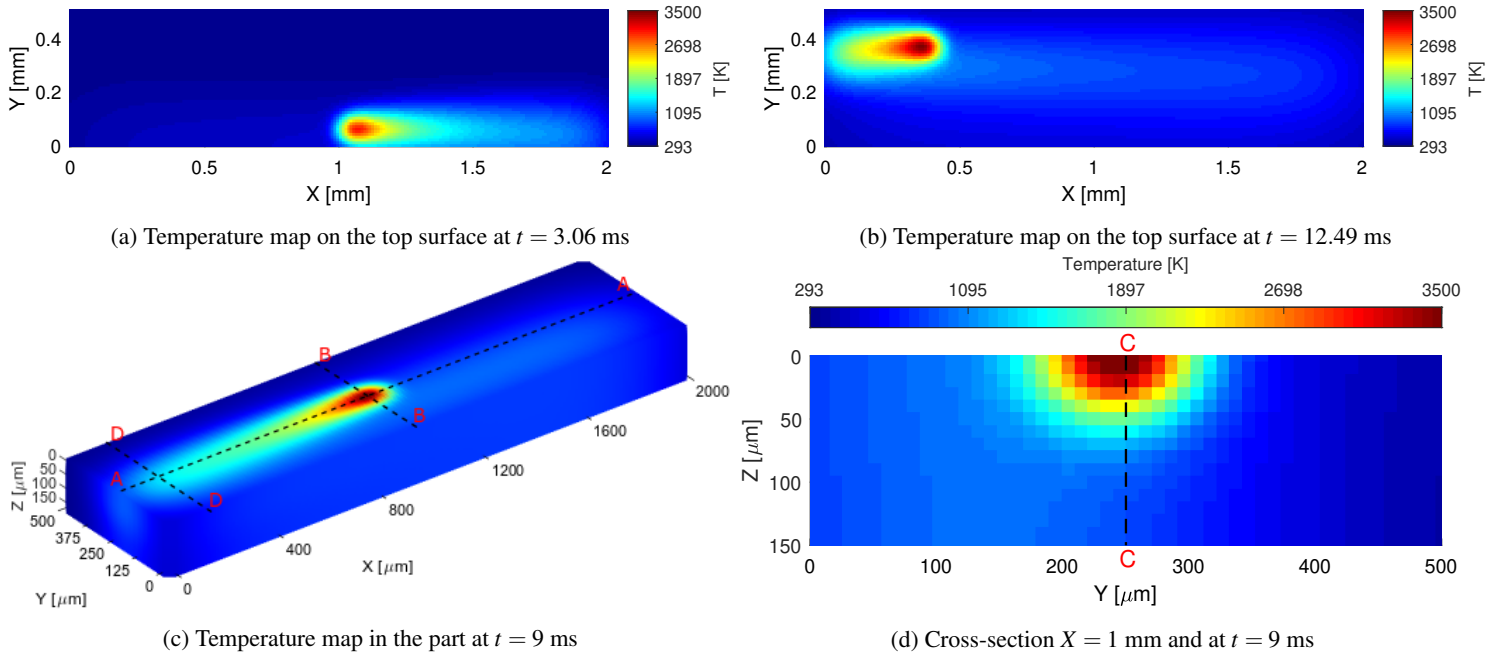 0.4
0.2
0
Y [mm]
0
0.5
1
1.5
2
X [mm]
3500
2698
1897
1095
293
T [K]
(a) Temperature map on the top surface at t = 3.06 ms
0.4
0.2
0
Y [mm]
0
0.5
1
1.5
2
X [mm]
3500
2698
1897
1095
293
T [K]
(b) Temperature map on the top surface at t = 12.49 ms
A
B
D
B
A
D
0
50
100
150
Z [μm]
500
375
250
125
0
Y [μm]
0
400
800
1200
1600
2000
X [μm]
(c) Temperature map in the part at t = 9 ms
Temperature [K]
293
1095
1897
2698
3500
C
0
50
100
150
Z [μm]
C
0
100
200
300
400
500
Y [μm]
(d) Cross-section X = 1 mm and at t = 9 ms